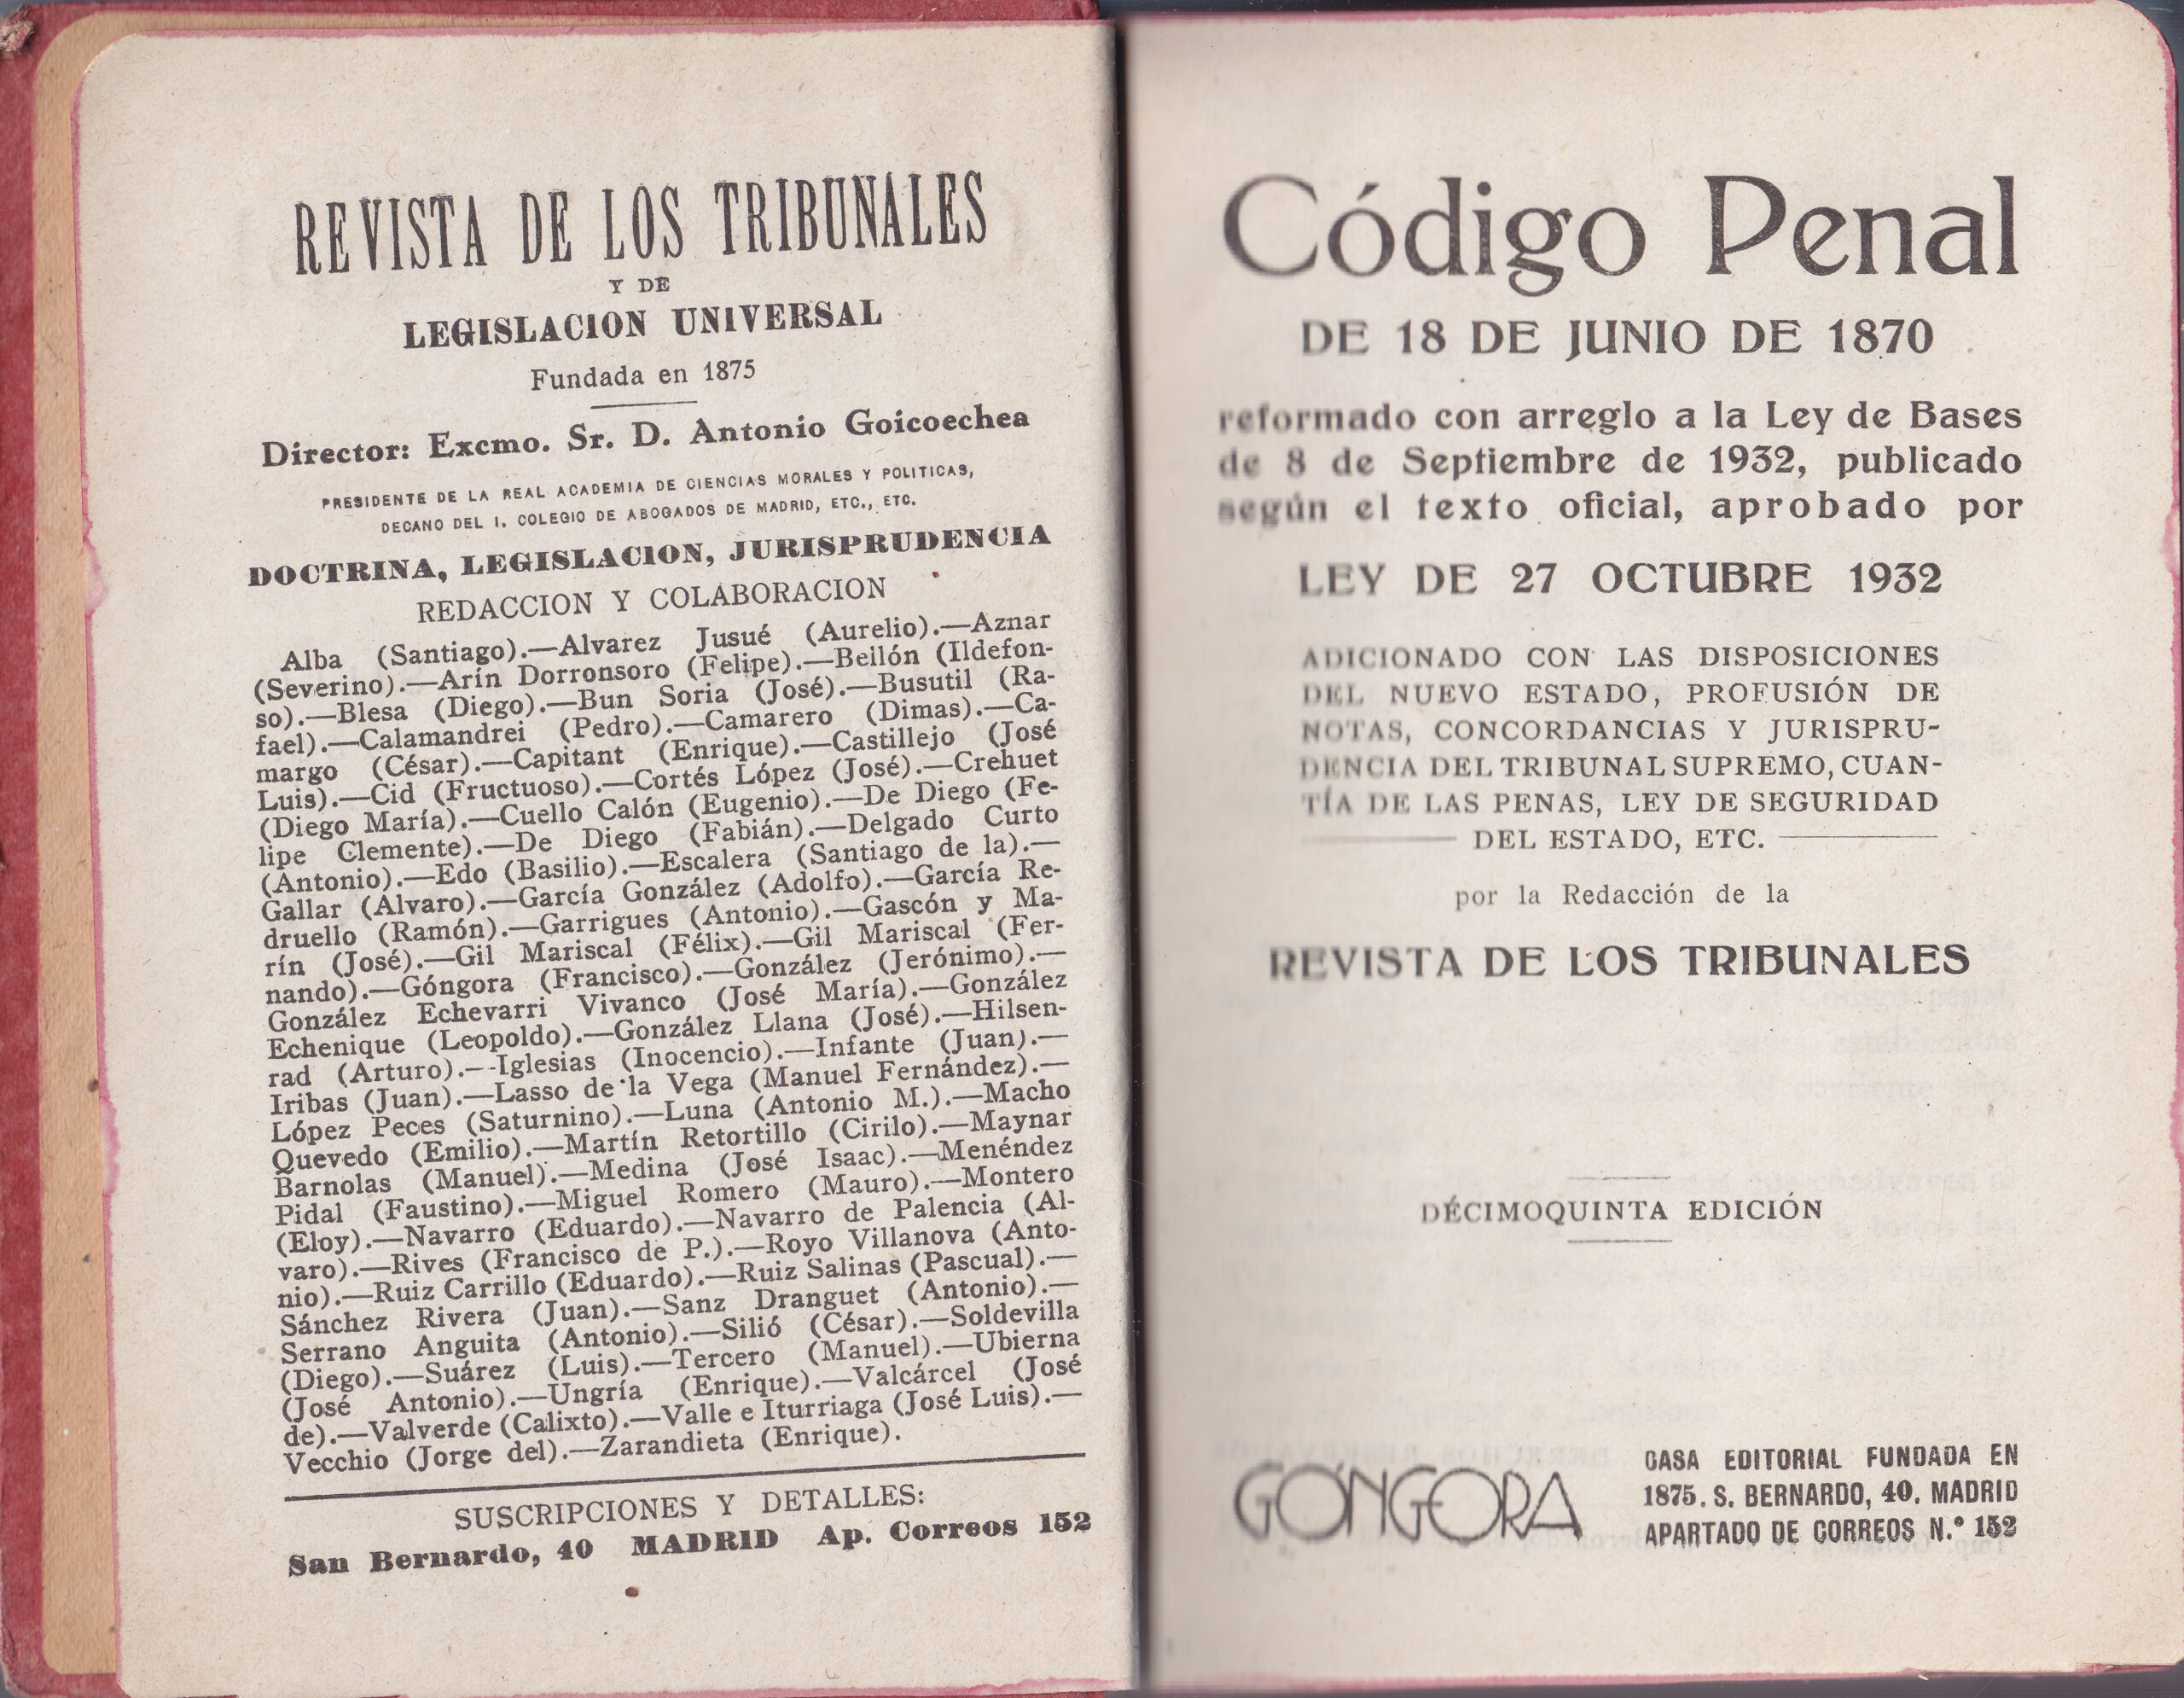 REVISTA DE LOS TRIBUNALES
Y DE
LEGISLACION UNIVERSAL
Fundada en 1875
Director: Excmo. Sr. D. Antonio Goicoechea
PRESIDENTE DE LA REAL ACADEMIA DE CIENCIAS MORALES Y POLITICAS,
DECANO DEL I. COLEGIO DE ABOGADOS DE MADRID, ETC., ETC.
DOCTRINA, LEGISLACION, JURISPRUDENCIA
REDACCION Y COLABORACION
Alba (Santiago).—Alvarez Jusué (Aurelio).—Aznar
(Severino).—Arín Dorronsoro (Felipe).—Beilón (Ildefon-
so).—Blesa (Diego).—Bun Soria (José).—Busutil (Ra-
fael).—Calamandrei (Pedro).—Camarero (Dimas).—Ca-
margo (César).—Capitant (Enrique).—Castillejo (José
Luis).—Cid (Fructuoso).—Cortés López (José).—Crehuet
(Diego María).—Cuello Calón (Eugenio).—De Diego (Fe-
lipe Clemente).—De Diego (Fabián).—Delgado Curto
(Antonio).—Edo (Basilio).—Escalera (Santiago de la).—
Gallar (Alvaro).—García González (Adolfo).—García Re-
druello (Ramón).—Garrigues (Antonio).—Gascón y Ma-
rín (José).—Gil Mariscal (Félix).—Gil Mariscal (Fer-
nando).—Góngora (Francisco).—González (Jerónimo).—
González Echevarri Vivanco (José María).—González
Echenique (Leopoldo).—González Llana (José).—Hilsen-
rad (Arturo).--Iglesias (Inocencio).—Infante (Juan).—
Iribas (Juan).—Lasso de la Vega (Manuel Fernández).—
López Peces (Saturnino).—Luna (Antonio M.).—Macho
Quevedo (Emilio).—Martín Retortillo (Cirilo).—Maynar
Barnolas (Manuel).—Medina (José Isaac).—Menéndez
Pidal (Faustino).—Miguel Romero (Mauro).—Montero
(Eloy).—Navarro (Eduardo).—Navarro de Palencia (Al-
varo).—Rives (Francisco de P.).—Royo Villanova (Anto-
nio).—Ruiz Carrillo (Eduardo).—Ruiz Salinas (Pascual).—
Sánchez Rivera (Juan).—Sanz Dranguet (Antonio).—
Serrano Anguita (Antonio).—Silió (César).—Soldevilla
(Diego).—Suárez (Luis).—Tercero (Manuel).—Ubierna
(José Antonio).—Ungría (Enrique).—Valcárcel (José
de).—Valverde (Calixto).—Valle e Iturriaga (José Luis).—
Vecchio (Jorge del).—Zarandieta (Enrique).
SUSCRIPCIONES Y DETALLES:
San Bernardo, 40 MADRID Ap. Correos 152
Código Penal
DE 18 DE JUNIO DE 1870
reformado con arreglo a la Ley de Bases
de 8 de Septiembre de 1932, publicado
según el texto oficial, aprobado por
LEY DE 27 OCTUBRE 1932
ADICIONADO CON LAS DISPOSICIONES
DEL NUEVO ESTADO, PROFUSIÓN DE
NOTAS, CONCORDANCIAS Y JURISPRU-
DENCIA DEL TRIBUNAL SUPREMO, CUAN-
TÍA DE LAS PENAS, LEY DE SEGURIDAD
DEL ESTADO, ETC.
por la Redacción de la
REVISTA DE LOS TRIBUNALES
DÉCIMOQUINTA EDICIÓN
GÓNGORA
CASA EDITORIAL FUNDADA EN
1875. S. BERNARDO, 40. MADRID
APARTADO DE CORREOS N.º 152